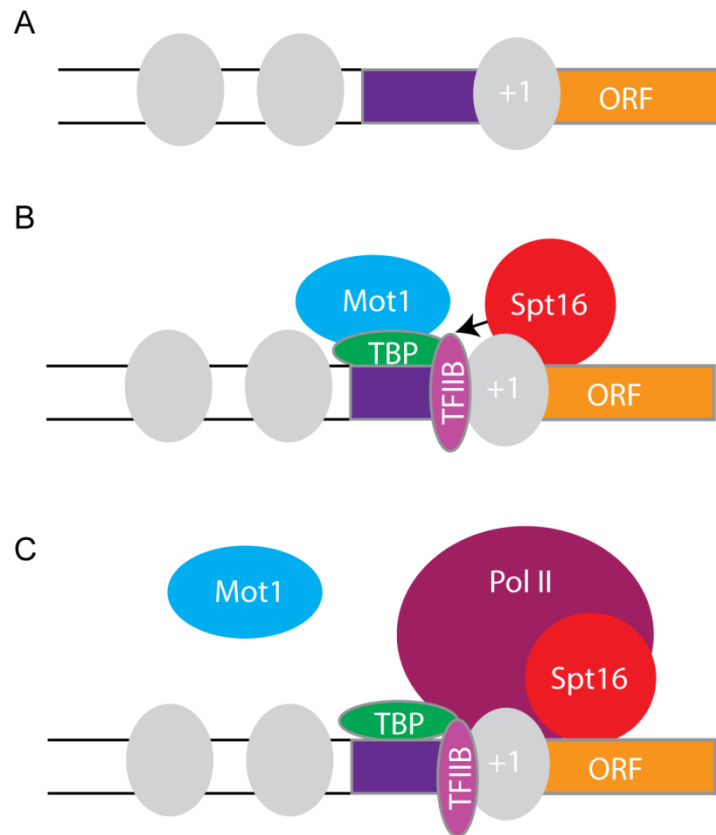 A
+1
ORF
B
Mot1
Spt16
TBP
TFIIB
+1
ORF
C
Pol II
Mot1
Spt16
TBP
TFIIB
+1
ORF